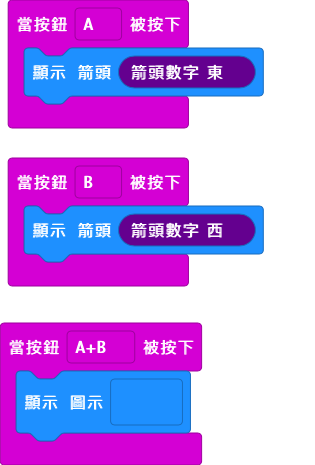 當按鈕 A 被按下
顯示 箭頭 箭頭數字 東
當按鈕 B 被按下
顯示 箭頭 箭頭數字 西
當按鈕 A+B 被按下
顯示 圖示